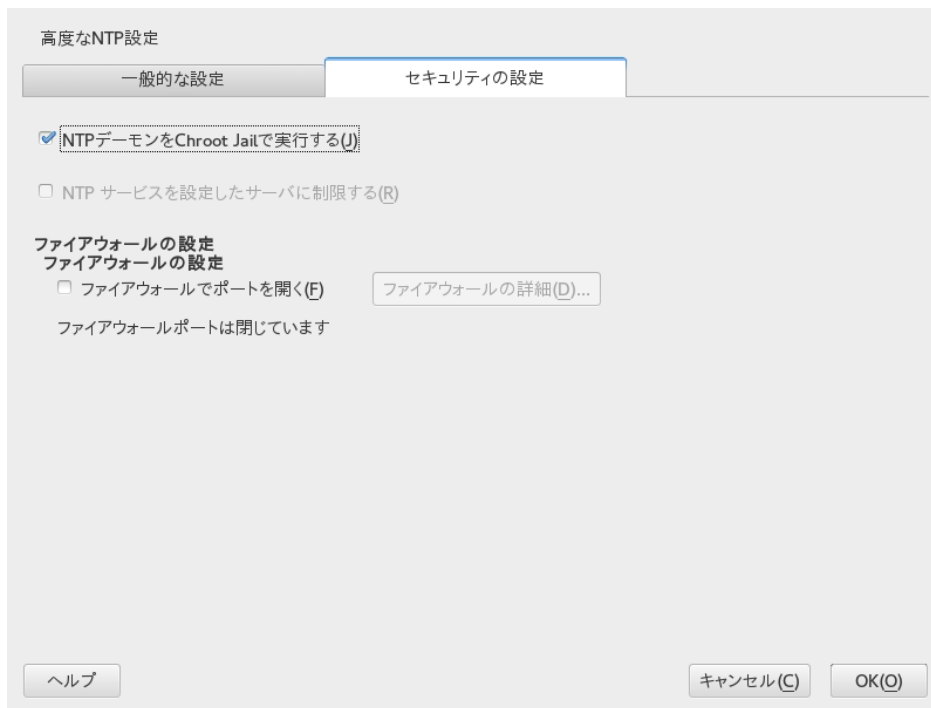 高度なNTP設定
一般的な設定 セキュリティの設定
NTPデーモンをChroot Jailで実行する(J)
NTP サービスを設定したサーバに制限する(R)
ファイアウォールの設定
ファイアウォールの設定
ファイアウォールでポートを開く(F) ファイアウォールの詳細(D)...
ファイアウォールポートは閉じています
ヘルプ キャンセル(C) OK(O)